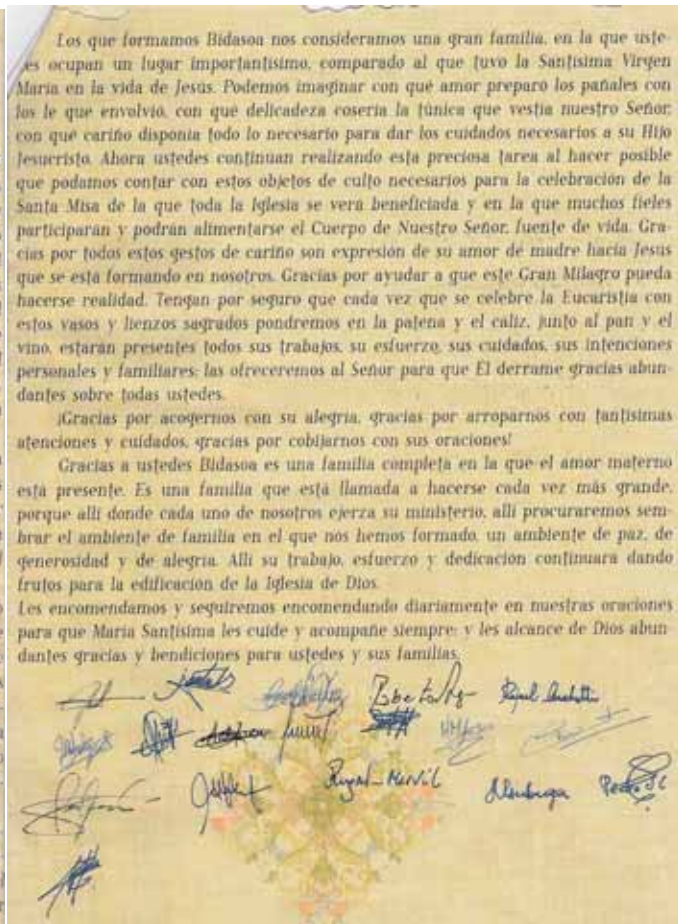 Los que formamos Bidasoa nos consideramos una gran familia, en la que uste-
des ocupan un lugar importantísimo, comparado al que tuvo la Santísima Virgen
María en la vida de Jesús. Podemos imaginar con qué amor preparó los pañales con
los le que envolvió, con qué delicadeza cosería la túnica que vestía nuestro Señor,
con qué cariño disponía todo lo necesario para dar los cuidados necesarios a su Hijo
Jesucristo. Ahora ustedes continúan realizando esta preciosa tarea al hacer posible
que podamos contar con estos objetos de culto necesarios para la celebración de la
Santa Misa de la que toda la Iglesia se verá beneficiada y en la que muchos fieles
participarán y podrán alimentarse el Cuerpo de Nuestro Señor, fuente de vida. Gra-
cias por todos estos gestos de cariño son expresión de su amor de madre hacia Jesús
que se está formando en nosotros. Gracias por ayudar a que este Gran Milagro pueda
hacerse realidad. Tengan por seguro que cada vez que se celebre la Eucaristía con
estos vasos y lienzos sagrados pondremos en la patena y el cáliz, junto al pan y el
vino, estarán presentes todos sus trabajos, su esfuerzo, sus cuidados, sus intenciones
personales y familiares; las ofreceremos al Señor para que Él derrame gracias abun-
dantes sobre todas ustedes.
¡Gracias por acogernos con su alegría, gracias por arroparnos con tantísimas
atenciones y cuidados, gracias por cobijarnos con sus oraciones!
Gracias a ustedes Bidasoa es una familia completa en la que el amor materno
está presente. Es una familia que está llamada a hacerse cada vez más grande,
porque allí donde cada uno de nosotros ejerza su ministerio, allí procuraremos sem-
brar el ambiente de familia en el que nos hemos formado, un ambiente de paz, de
generosidad y de alegría. Allí su trabajo, esfuerzo y dedicación continuará dando
frutos para la edificación de la Iglesia de Dios.
Les encomendamos y seguiremos encomendando diariamente en nuestras oraciones
para que María Santísima les cuide y acompañe siempre; y les alcance de Dios abun-
dantes gracias y bendiciones para ustedes y sus familias.